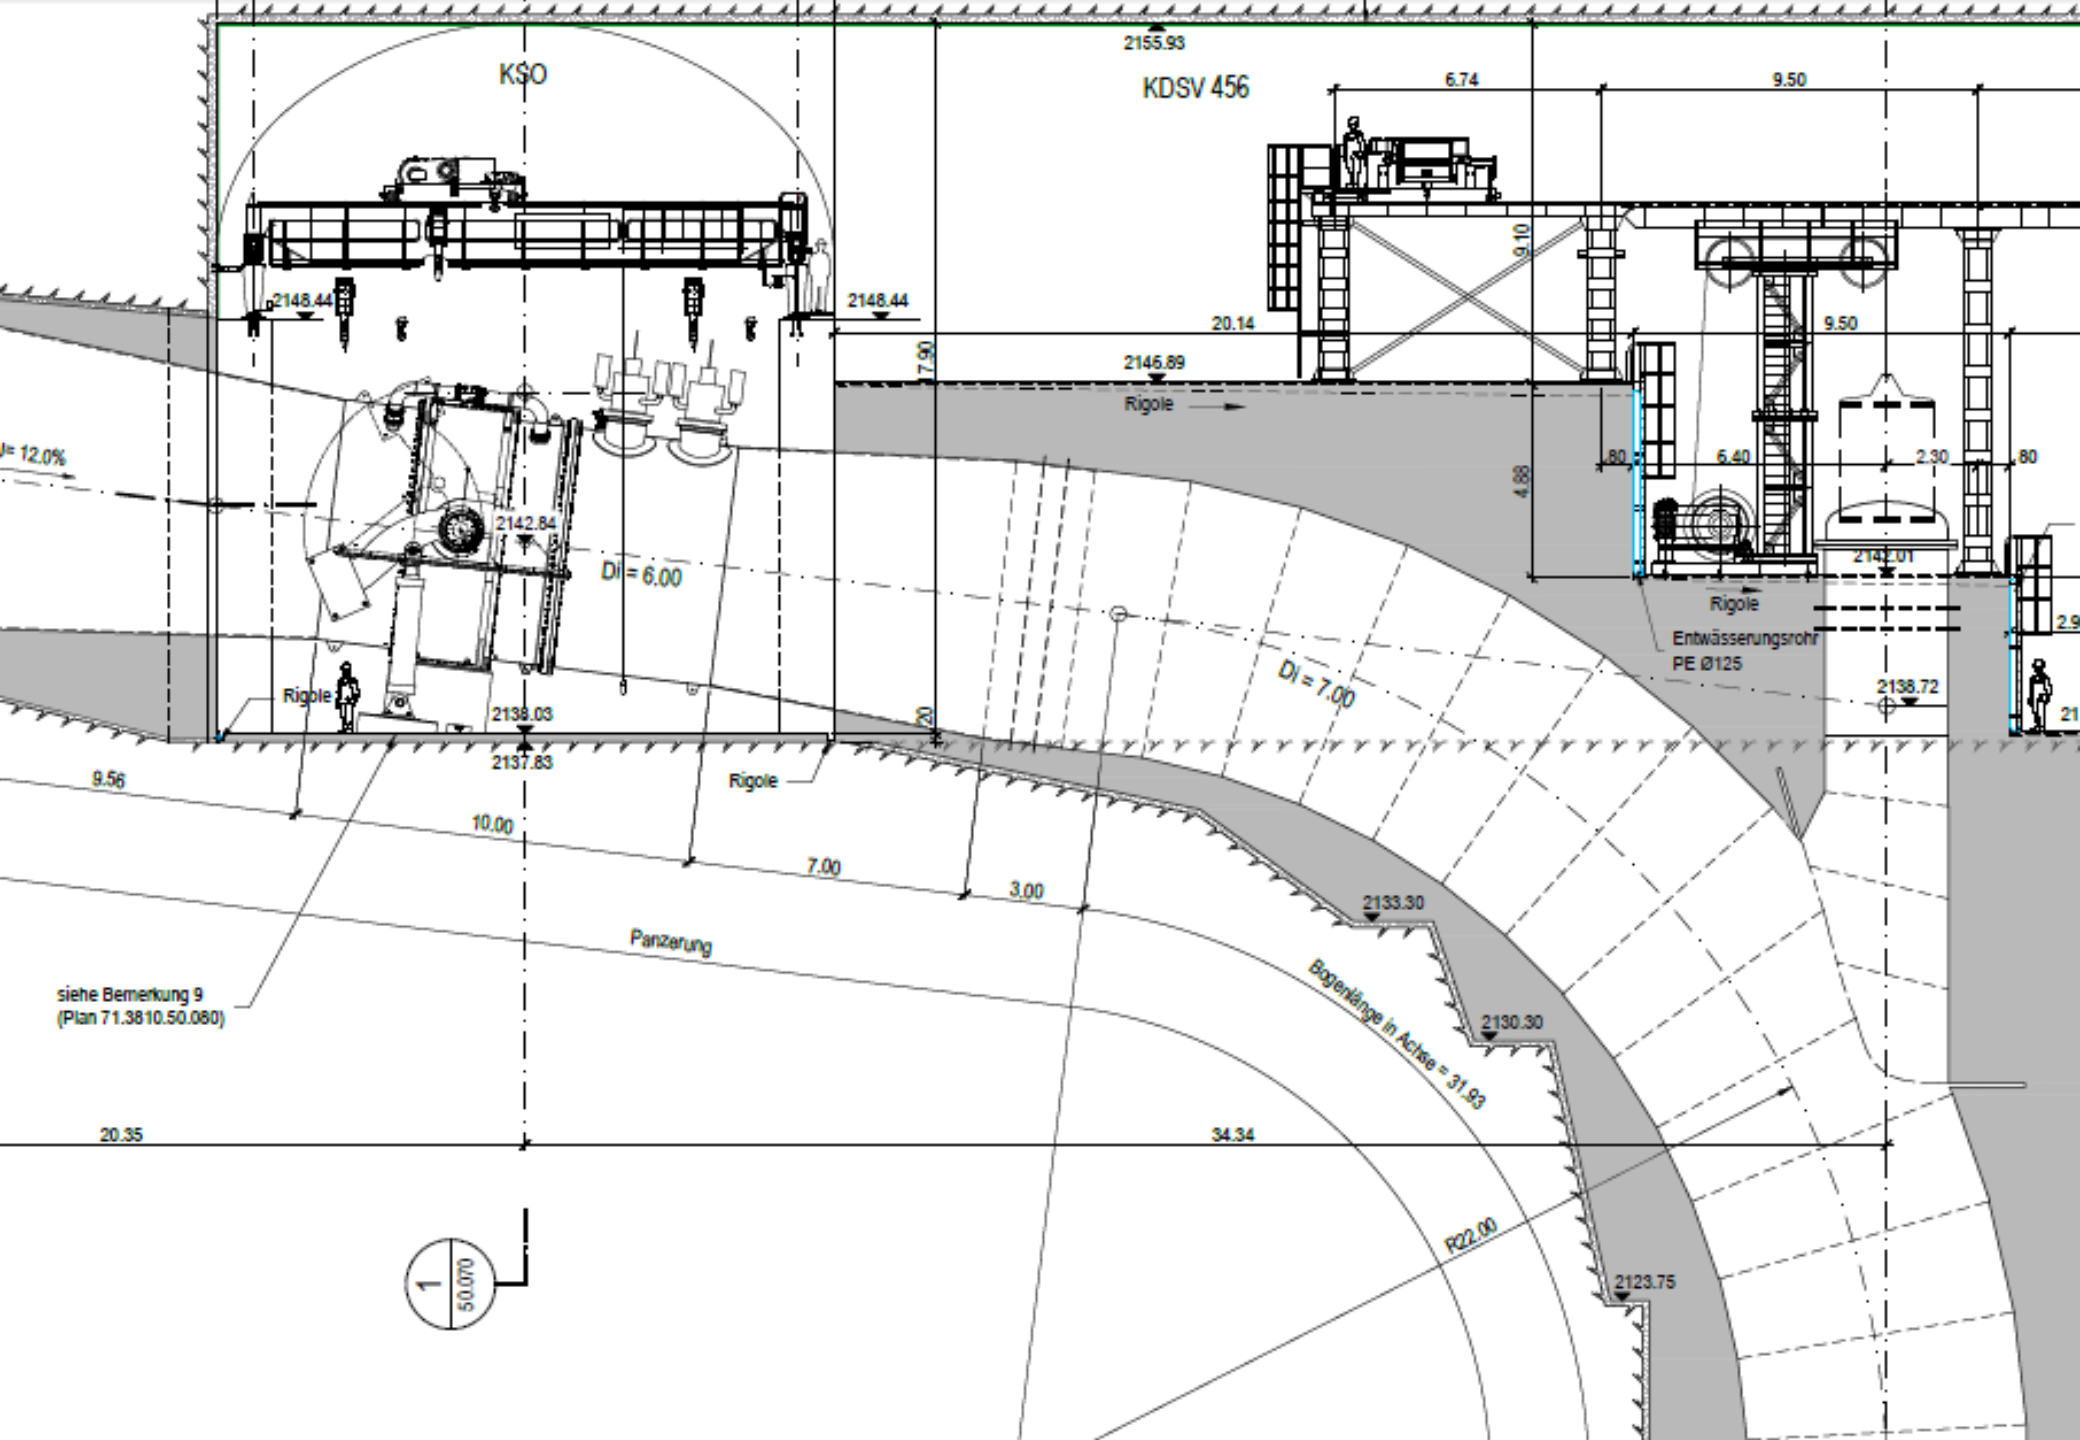 2155.93
KSO
KDSV 456
6.74
9.50
9.10
2148.44
2148.44
20.14
9.50
17.90
2146.89
Rigole
J= 12.0%
4.88
80
6.40
2.30
80
2142.84
Di = 6.00
2142.01
Rigole
Entwässerungsrohr
PE Ø125
2.9
Di = 7.00
Rigole
2138.72
2138.03
20
21
2137.83
Rigole
9.56
10.00
7.00
3.00
2133.30
Panzerung
Bogenlänge in Achse = 31.93
siehe Bemerkung 9
(Plan 71.3810.50.080)
2130.30
20.35
34.34
R22.00
1
50.070
2123.75